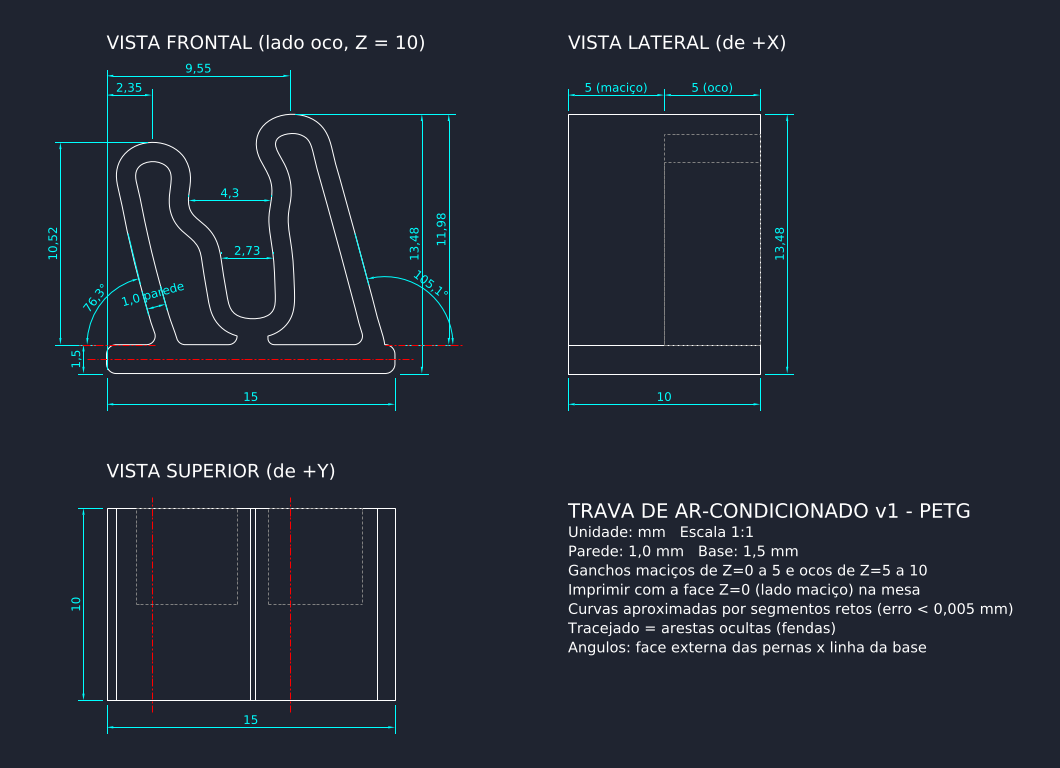 VISTA FRONTAL (lado oco, Z = 10)
9,55
2,35
10,52
4,3
2,73
13,48
11,98
76,3°
1,0 parede
105,1°
1,5
15
VISTA LATERAL (de +X)
5 (maciço)
5 (oco)
13,48
10
VISTA SUPERIOR (de +Y)
10
15
TRAVA DE AR-CONDICIONADO v1 - PETG
Unidade: mm Escala 1:1
Parede: 1,0 mm Base: 1,5 mm
Ganchos maciços de Z=0 a 5 e ocos de Z=5 a 10
Imprimir com a face Z=0 (lado maciço) na mesa
Curvas aproximadas por segmentos retos (erro < 0,005 mm)
Tracejado = arestas ocultas (fendas)
Angulos: face externa das pernas x linha da base